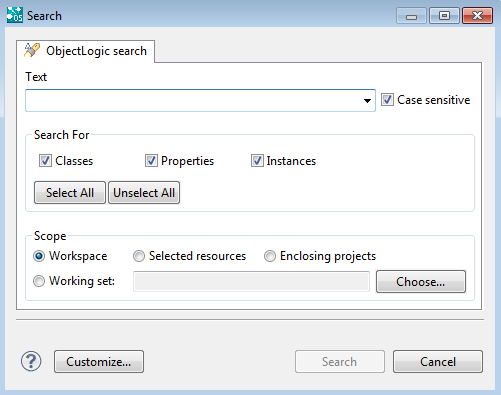 Search
ObjectLogic search
Text
Case sensitive
Search For
Classes Properties Instances
Select All Unselect All
Scope
Workspace Selected resources Enclosing projects
Working set: Choose...
? Customize... Search Cancel